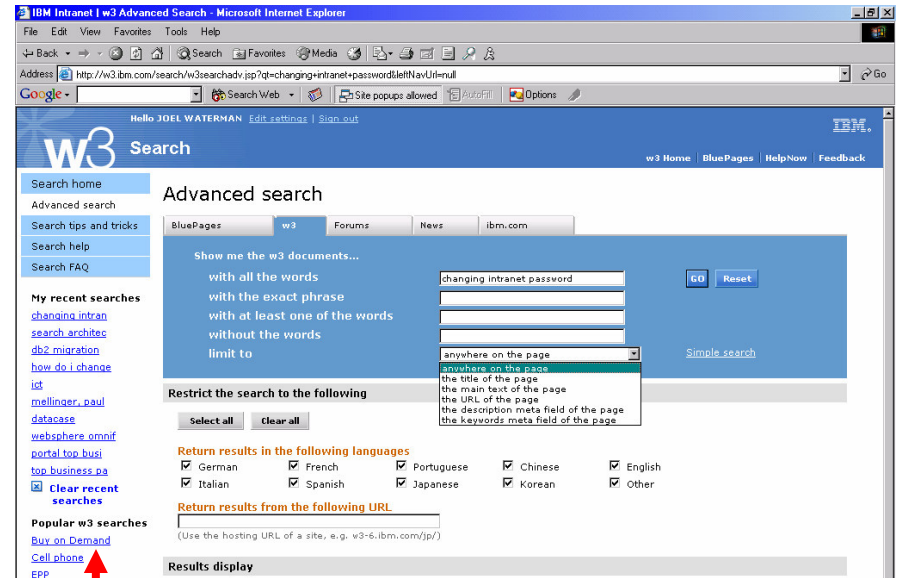 IBM Intranet | w3 Advanced Search - Microsoft Internet Explorer
File Edit View Favorites Tools Help
Back Search Favorites Media
Address http://w3.ibm.com/search/w3searchadv.jsp?qt=changing+intranet+password&leftNavUrl=null Go
Google Search Web Site popups allowed AutoFill Options
Hello JOEL WATERMAN Edit settings | Sign out
IBM.
w3 Search
w3 Home BluePages HelpNow Feedback
Search home
Advanced search
Search tips and tricks
Search help
Search FAQ
My recent searches
changing intran
search architec
db2 migration
how do i change
ict
mellinger, paul
datacase
websphere omnif
portal top busi
top business pa
Clear recent
searches
Popular w3 searches
Buy on Demand
Cell phone
EPP
Advanced search
BluePages w3 Forums News ibm.com
Show me the w3 documents...
with all the words changing intranet password GO Reset
with the exact phrase
with at least one of the words
without the words
limit to anywhere on the page Simple search
anywhere on the page
the title of the page
the main text of the page
the URL of the page
the description meta field of the page
the keywords meta field of the page
Restrict the search to the following
Select all Clear all
Return results in the following languages
German French Portuguese Chinese English
Italian Spanish Japanese Korean Other
Return results from the following URL
(Use the hosting URL of a site, e.g. w3-6.ibm.com/jp/)
Results display